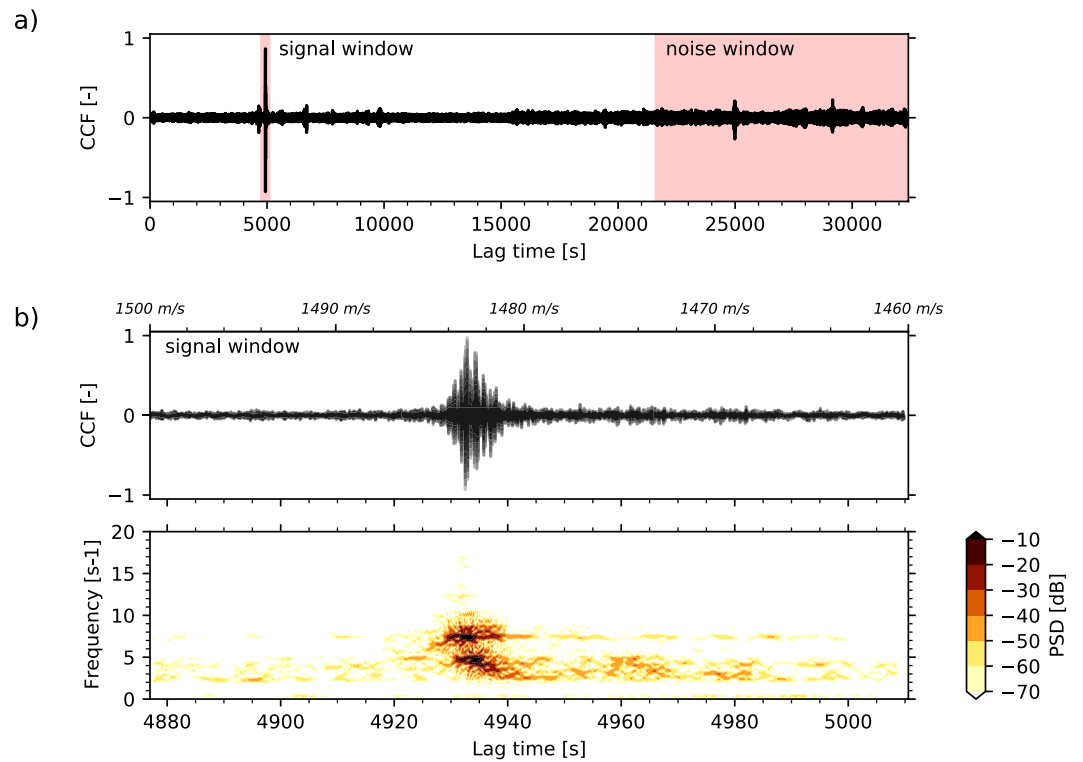 a)
1
0
−1
CCF [-]
signal window
noise window
0 5000 10000 15000 20000 25000 30000
Lag time [s]
b)
1500 m/s 1490 m/s 1480 m/s 1470 m/s 1460 m/s
1
0
−1
CCF [-]
signal window
20
15
10
5
0
Frequency [s-1]
4880 4900 4920 4940 4960 4980 5000
Lag time [s]
−10
−20
−30
−40
−50
−60
−70
PSD [dB]